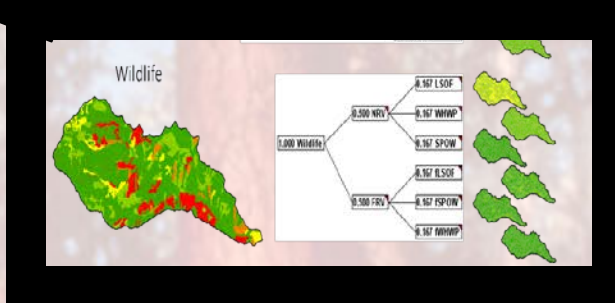 Wildlife
0.167 LSOF
0.500 NRV
0.167 WHWP
0.167 SPOW
1.000 Wildlife
0.167 fLSOF
0.500 FRV
0.167 fSPOW
0.167 fWHWP